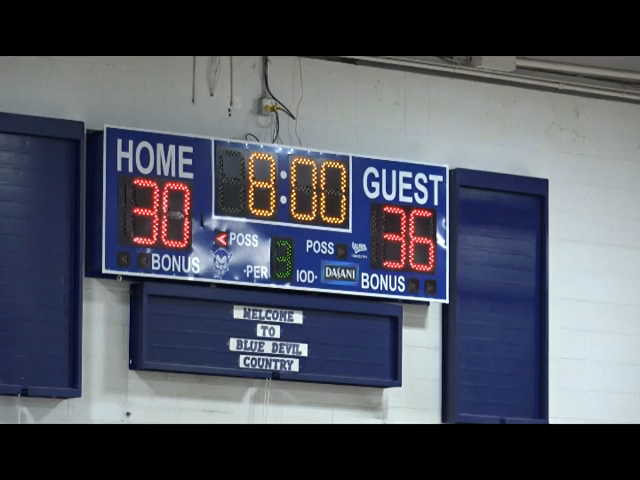 HOME 8:00 GUEST
30 36
POSS POSS
BONUS PER 3 IOD DASANI BONUS
WELCOME
TO
BLUE DEVIL
COUNTRY